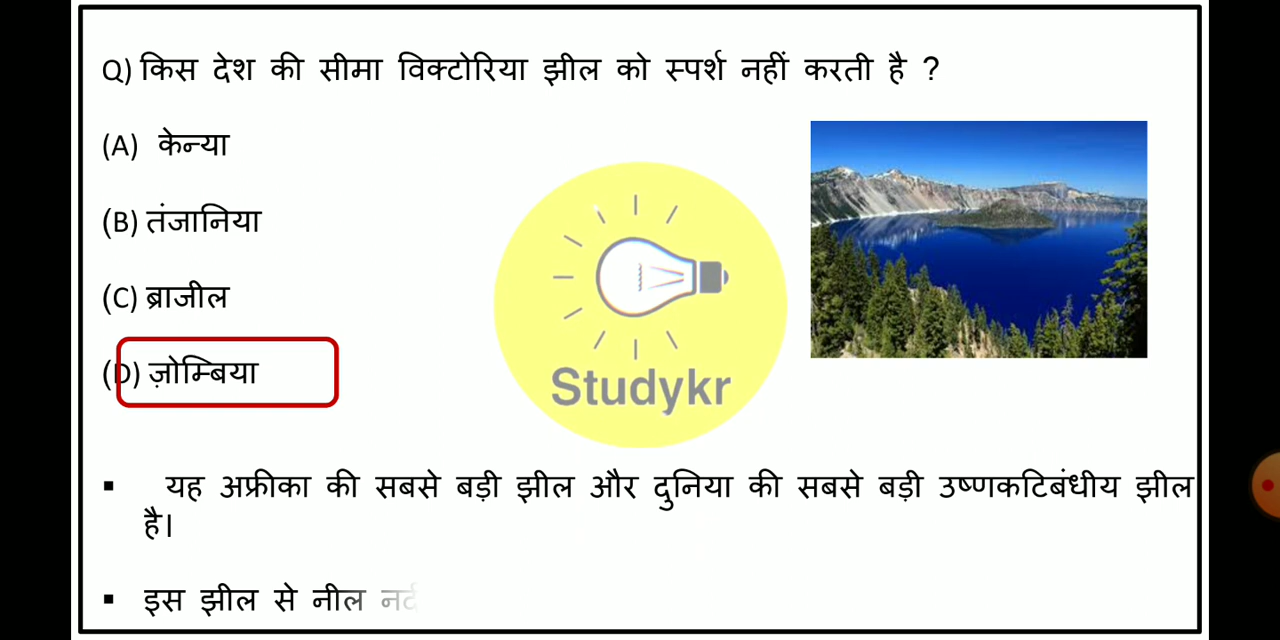 Q) किस देश की सीमा विक्टोरिया झील को स्पर्श नहीं करती है ?
(A) केन्या
(B) तंजानिया
(C) ब्राजील
(D) ज़ोम्बिया
Studykr
▪ यह अफ्रीका की सबसे बड़ी झील और दुनिया की सबसे बड़ी उष्णकटिबंधीय झील
है।
▪ इस झील से नील